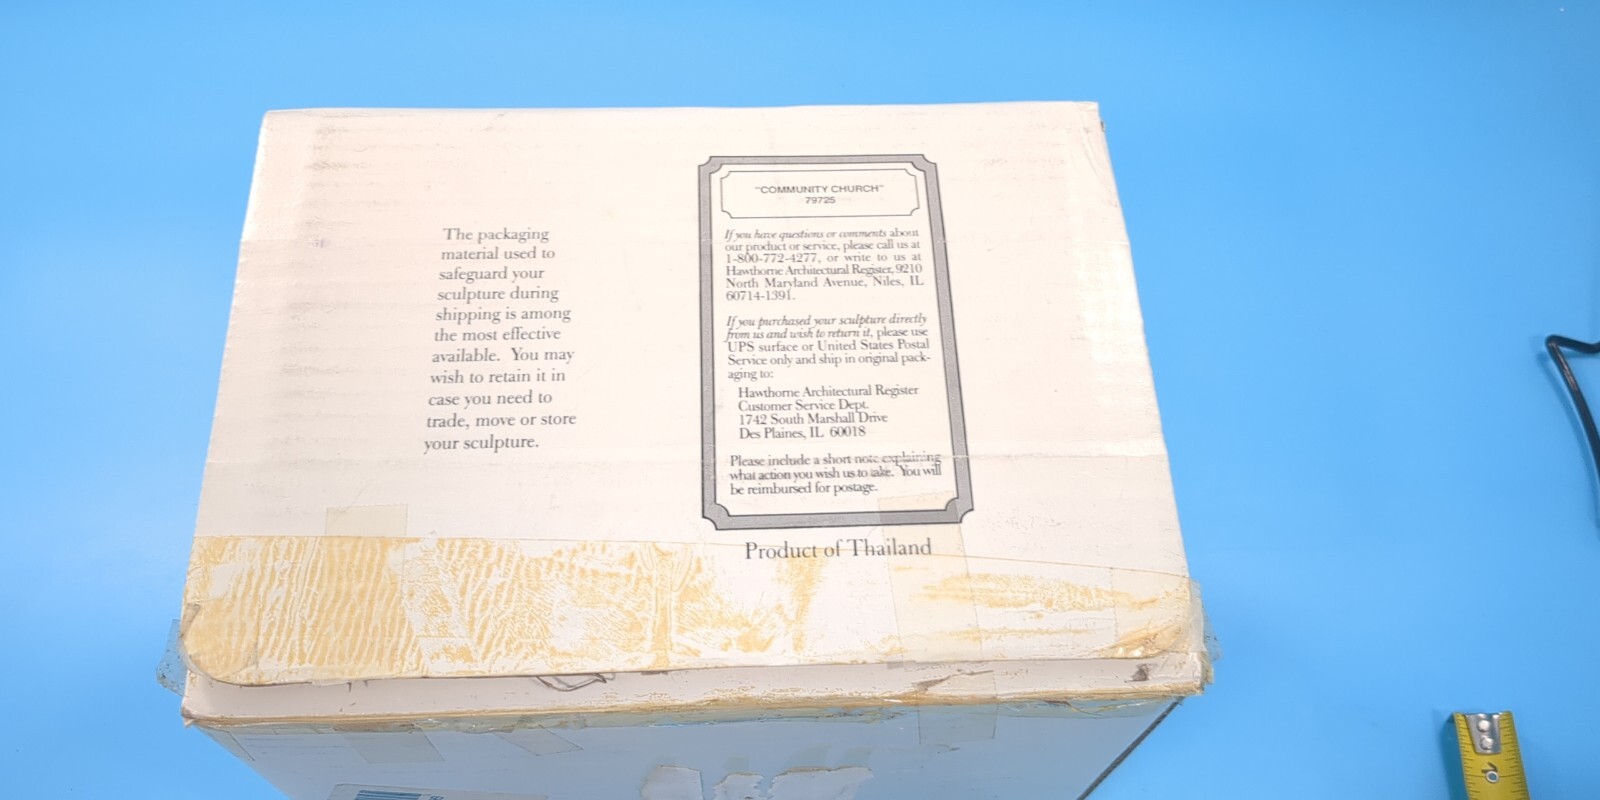 The packaging
material used to
safeguard your
sculpture during
shipping is among
the most effective
available. You may
wish to retain it in
case you need to
trade, move or store
your sculpture.
"COMMUNITY CHURCH"
79725
If you have questions or comments about
our product or service, please call us at
1-800-772-4277, or write to us at
Hawthorne Architectural Register, 9210
North Maryland Avenue, Niles, IL
60714-1391.
If you purchased your sculpture directly
from us and wish to return it, please use
UPS surface or United States Postal
Service only and ship in original pack-
aging to:
Hawthorne Architectural Register
Customer Service Dept.
1742 South Marshall Drive
Des Plaines, IL 60018
Please include a short note explaining
what action you wish us to take. You will
be reimbursed for postage.
Product of Thailand